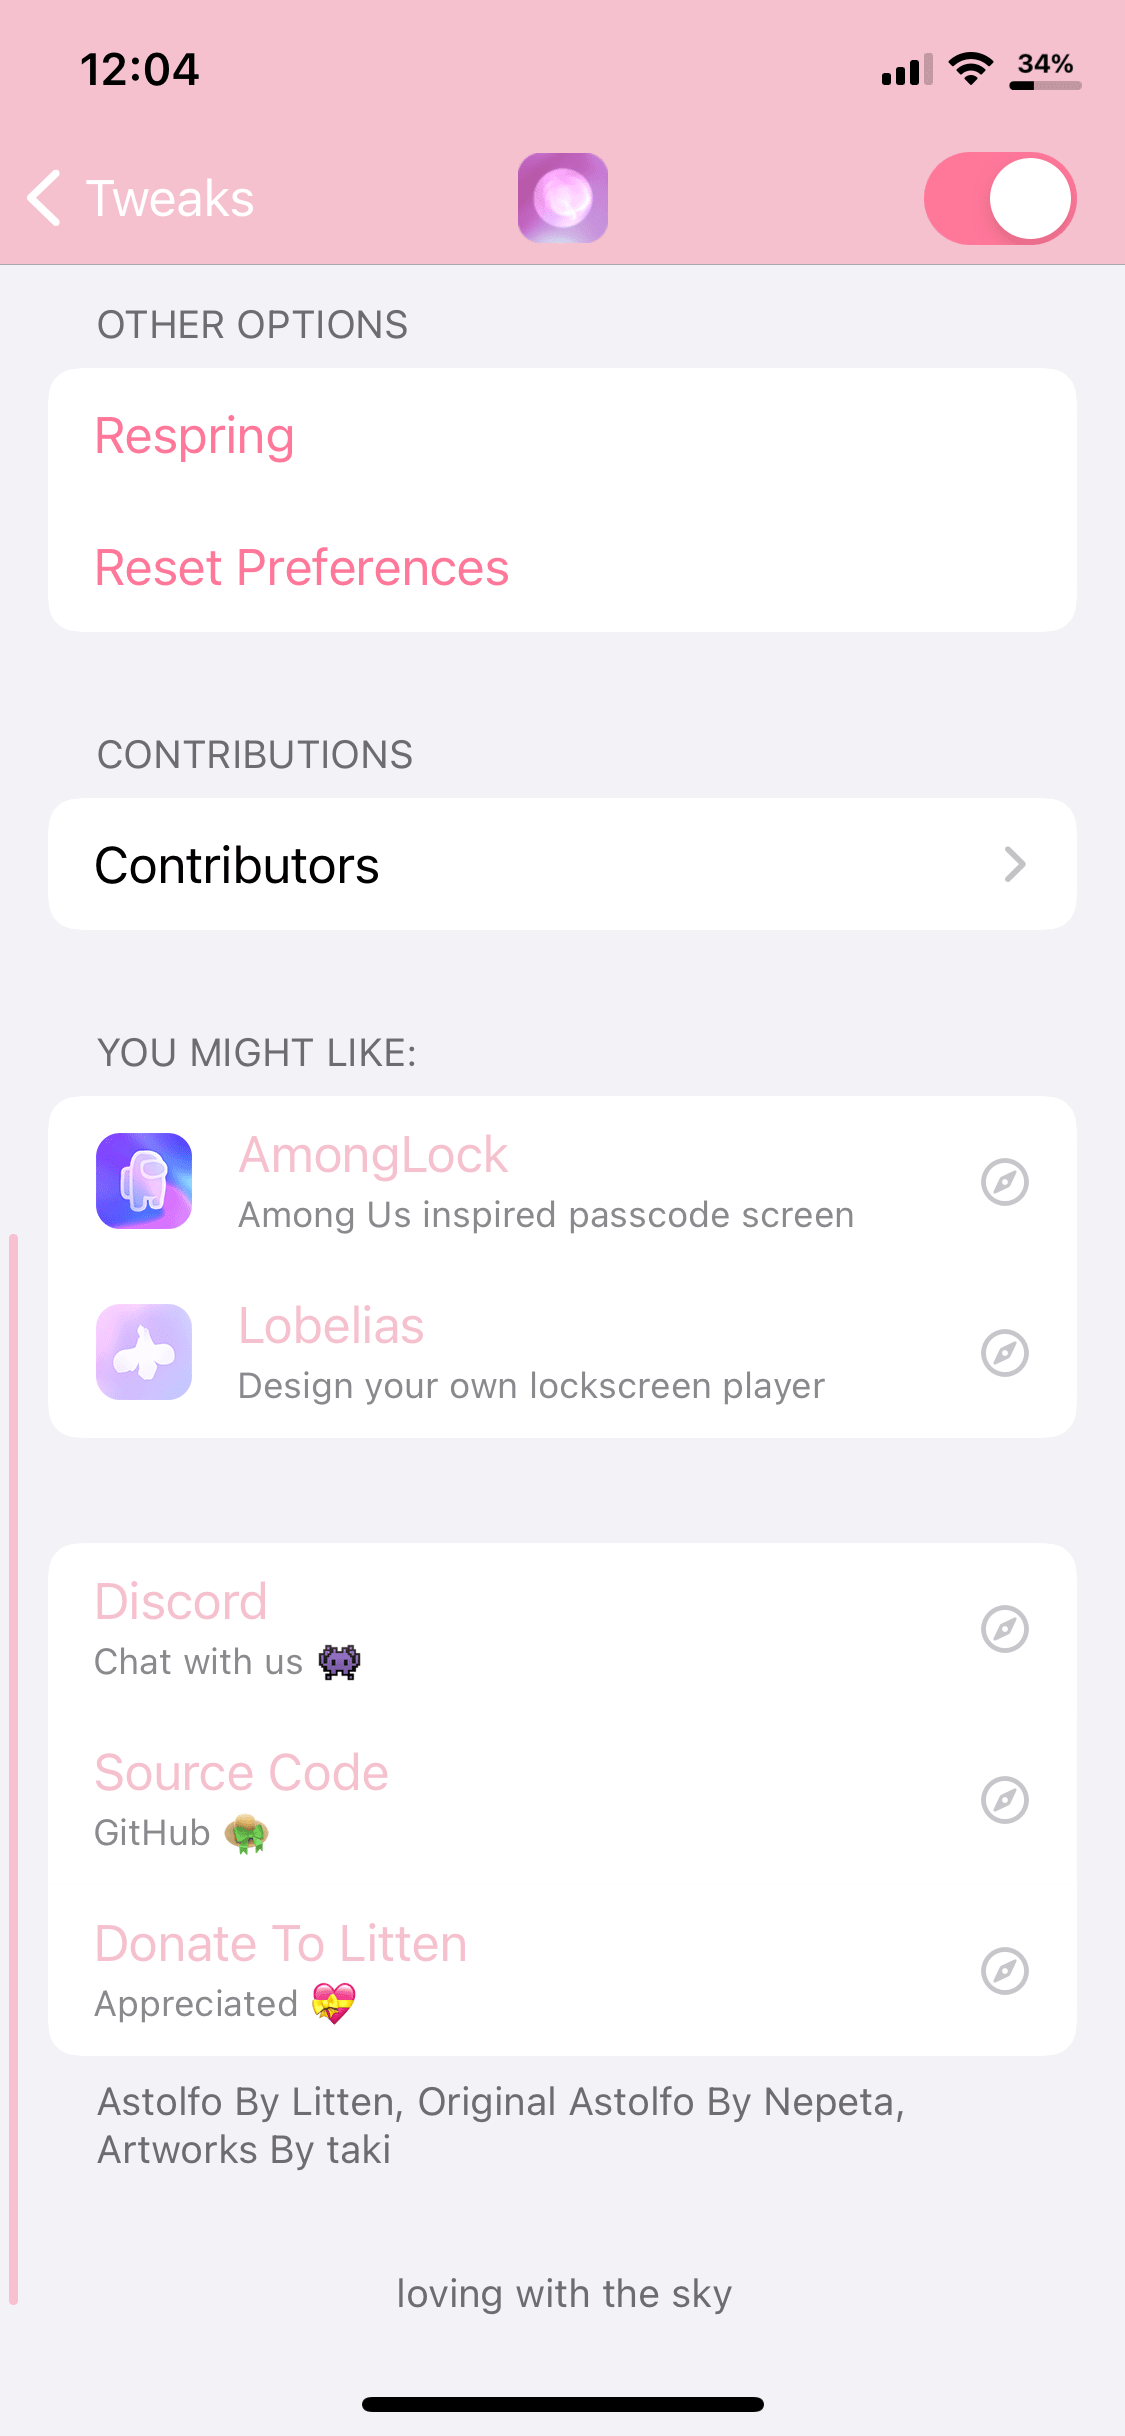 12:04
34%
Tweaks
OTHER OPTIONS
Respring
Reset Preferences
CONTRIBUTIONS
Contributors
YOU MIGHT LIKE:
AmongLock
Among Us inspired passcode screen
Lobelias
Design your own lockscreen player
Discord
Chat with us 👾
Source Code
GitHub 👒
Donate To Litten
Appreciated 💝
Astolfo By Litten, Original Astolfo By Nepeta,
Artworks By taki
loving with the sky